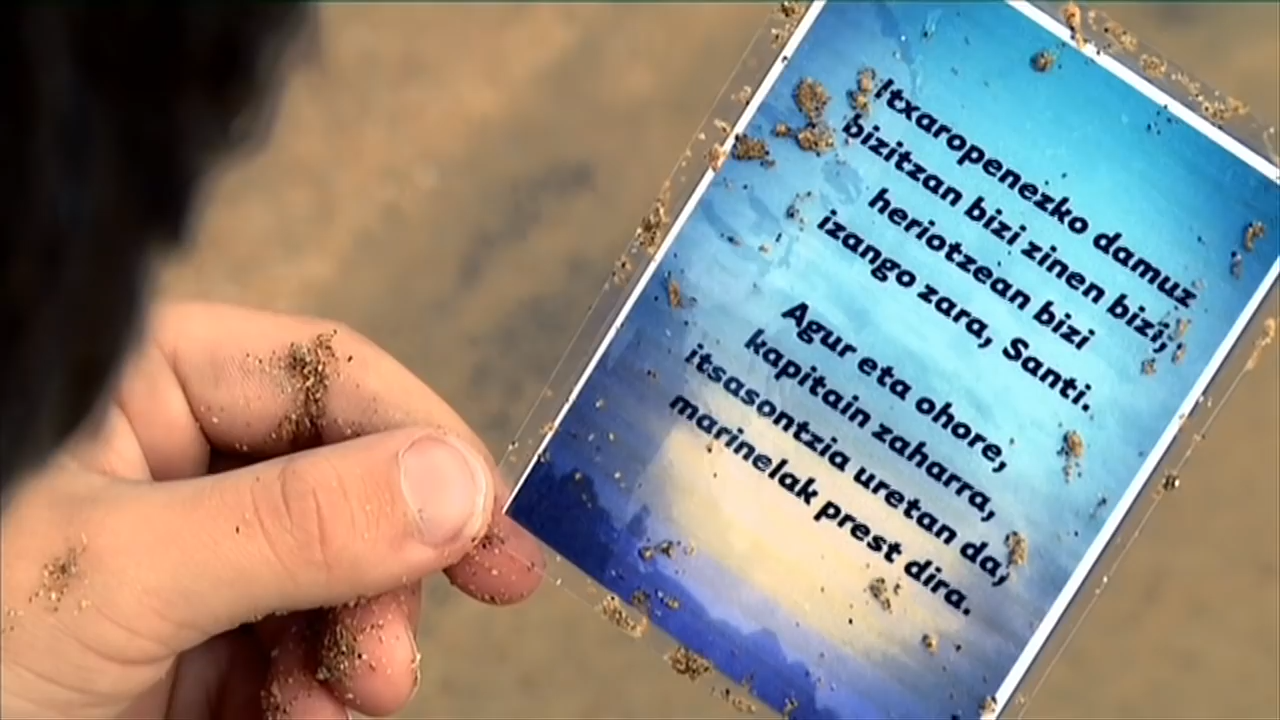 Itxaropenezko damuz
bizitzan bizi zinen bizi;
heriotzean bizi
izango zara, Santi.
Agur eta ohore,
kapitain zaharra,
itsasontzia uretan da,
marinelak prest dira.